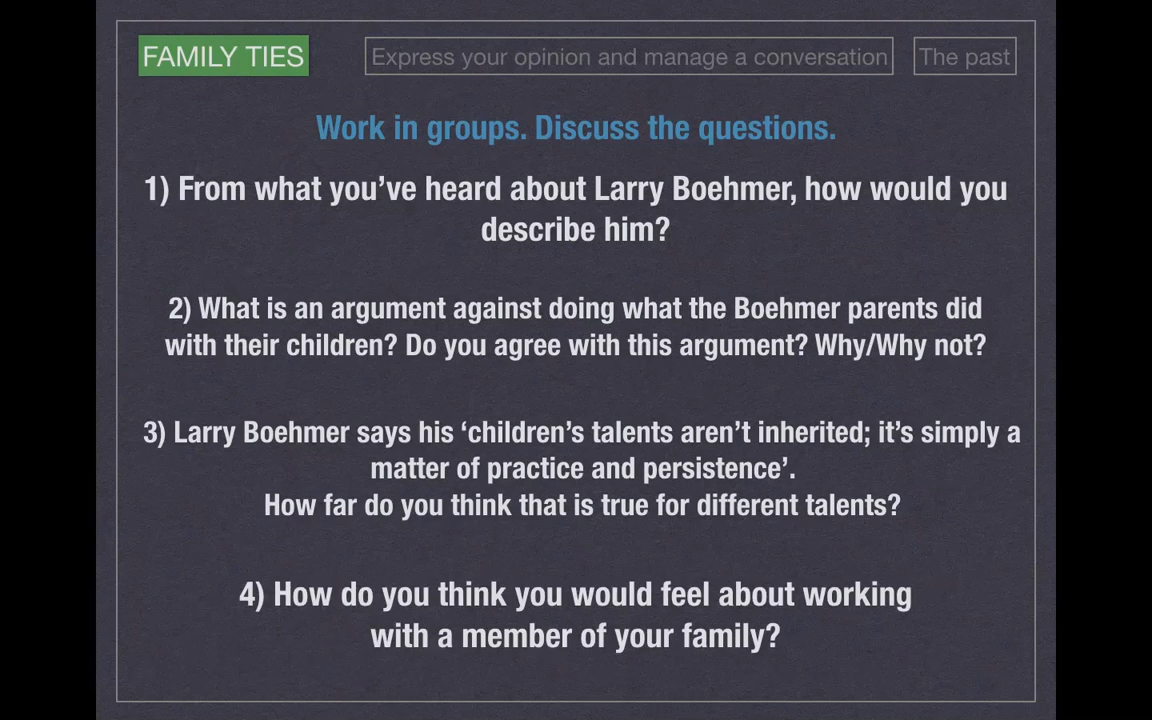 FAMILY TIES
Express your opinion and manage a conversation
The past
Work in groups. Discuss the questions.
1) From what you’ve heard about Larry Boehmer, how would you
describe him?
2) What is an argument against doing what the Boehmer parents did
with their children? Do you agree with this argument? Why/Why not?
3) Larry Boehmer says his ‘children’s talents aren’t inherited; it’s simply a
matter of practice and persistence’.
How far do you think that is true for different talents?
4) How do you think you would feel about working
with a member of your family?